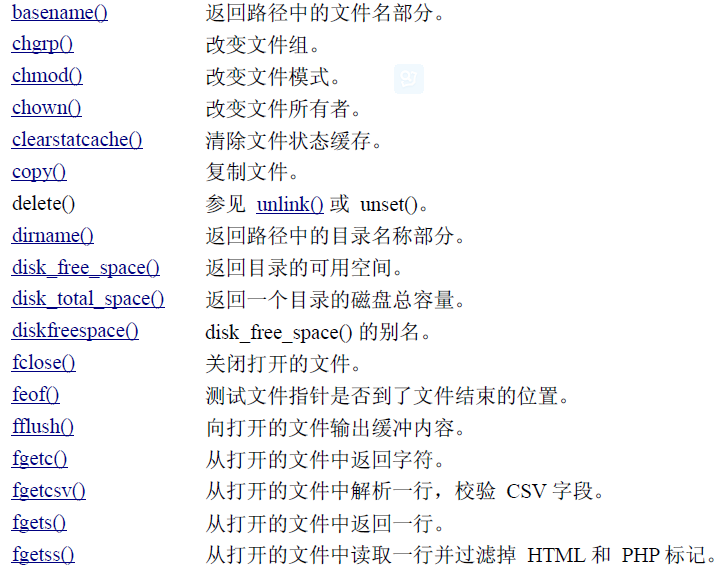 basename() 返回路径中的文件名部分。
chgrp() 改变文件组。
chmod() 改变文件模式。
chown() 改变文件所有者。
clearstatcache() 清除文件状态缓存。
copy() 复制文件。
delete() 参见 unlink() 或 unset()。
dirname() 返回路径中的目录名称部分。
disk_free_space() 返回目录的可用空间。
disk_total_space() 返回一个目录的磁盘总容量。
diskfreespace() disk_free_space() 的别名。
fclose() 关闭打开的文件。
feof() 测试文件指针是否到了文件结束的位置。
fflush() 向打开的文件输出缓冲内容。
fgetc() 从打开的文件中返回字符。
fgetcsv() 从打开的文件中解析一行，校验 CSV 字段。
fgets() 从打开的文件中返回一行。
fgetss() 从打开的文件中读取一行并过滤掉 HTML 和 PHP 标记。